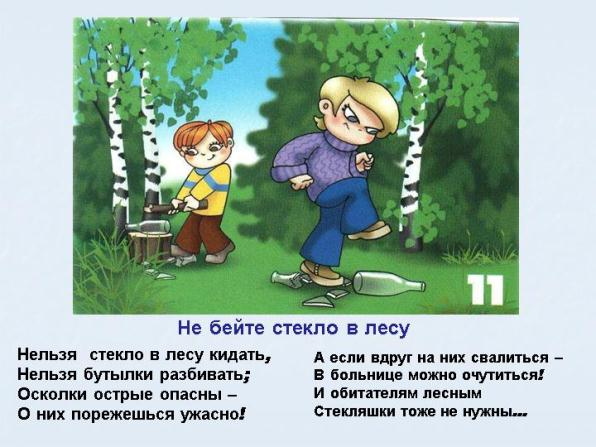 11
Не бейте стекло в лесу
Нельзя стекло в лесу кидать,
Нельзя бутылки разбивать;
Осколки острые опасны –
О них порежешься ужасно!
А если вдруг на них свалиться –
В больнице можно очутиться!
И обитателям лесным
Стекляшки тоже не нужны...